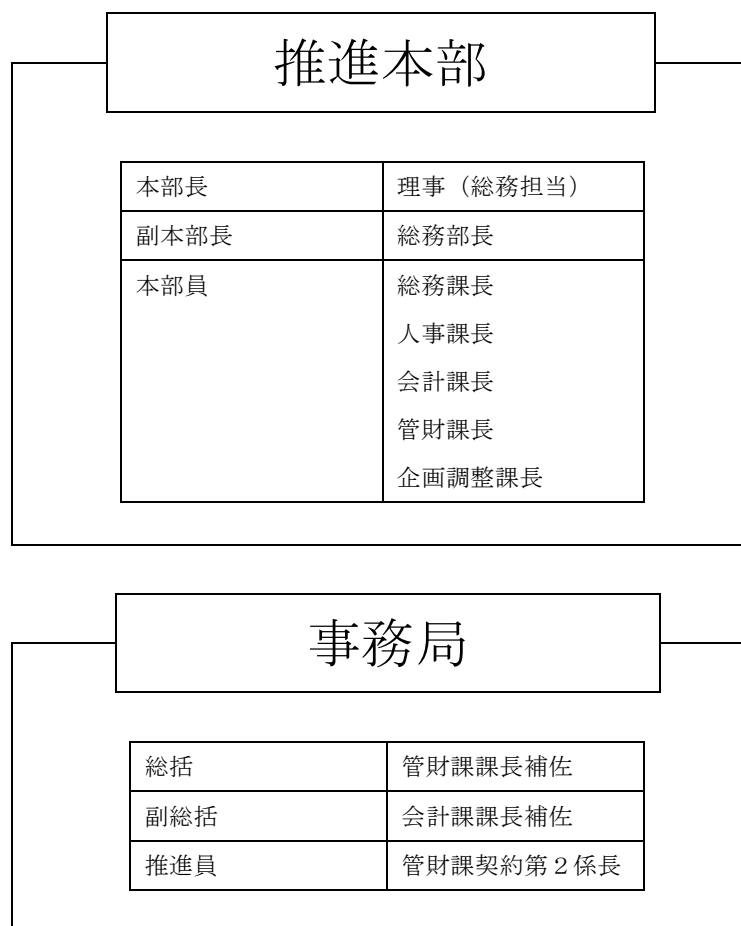 推進本部
本部長 理事（総務担当）
副本部長 総務部長
本部員 総務課長
人事課長
会計課長
管財課長
企画調整課長
事務局
総括 管財課課長補佐
副総括 会計課課長補佐
推進員 管財課契約第２係長